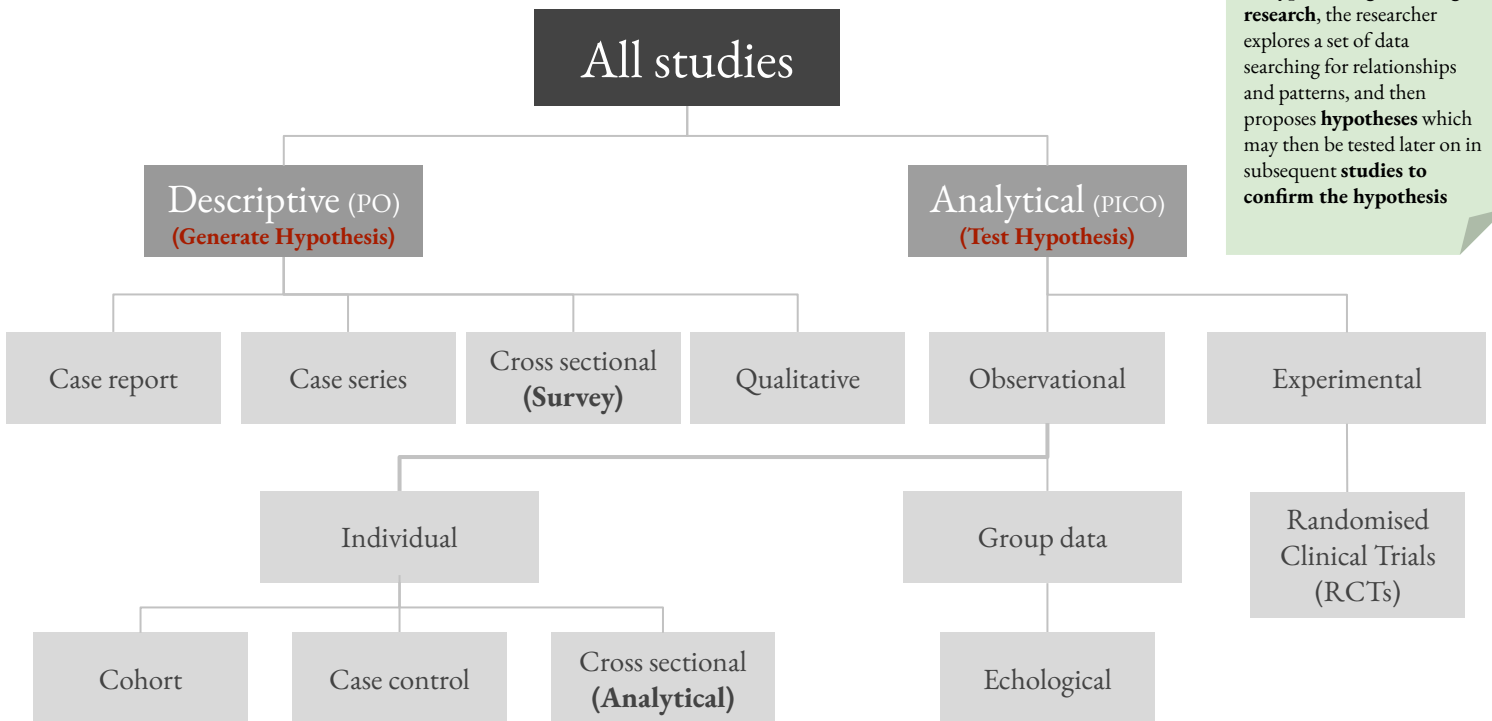 All studies
research, the researcher
explores a set of data
searching for relationships
and patterns, and then
proposes hypotheses which
may then be tested later on in
subsequent studies to
confirm the hypothesis
Descriptive (PO)
(Generate Hypothesis)
Analytical (PICO)
(Test Hypothesis)
Case report
Case series
Cross sectional
(Survey)
Qualitative
Observational
Experimental
Individual
Group data
Randomised
Clinical Trials
(RCTs)
Cohort
Case control
Cross sectional
(Analytical)
Echological